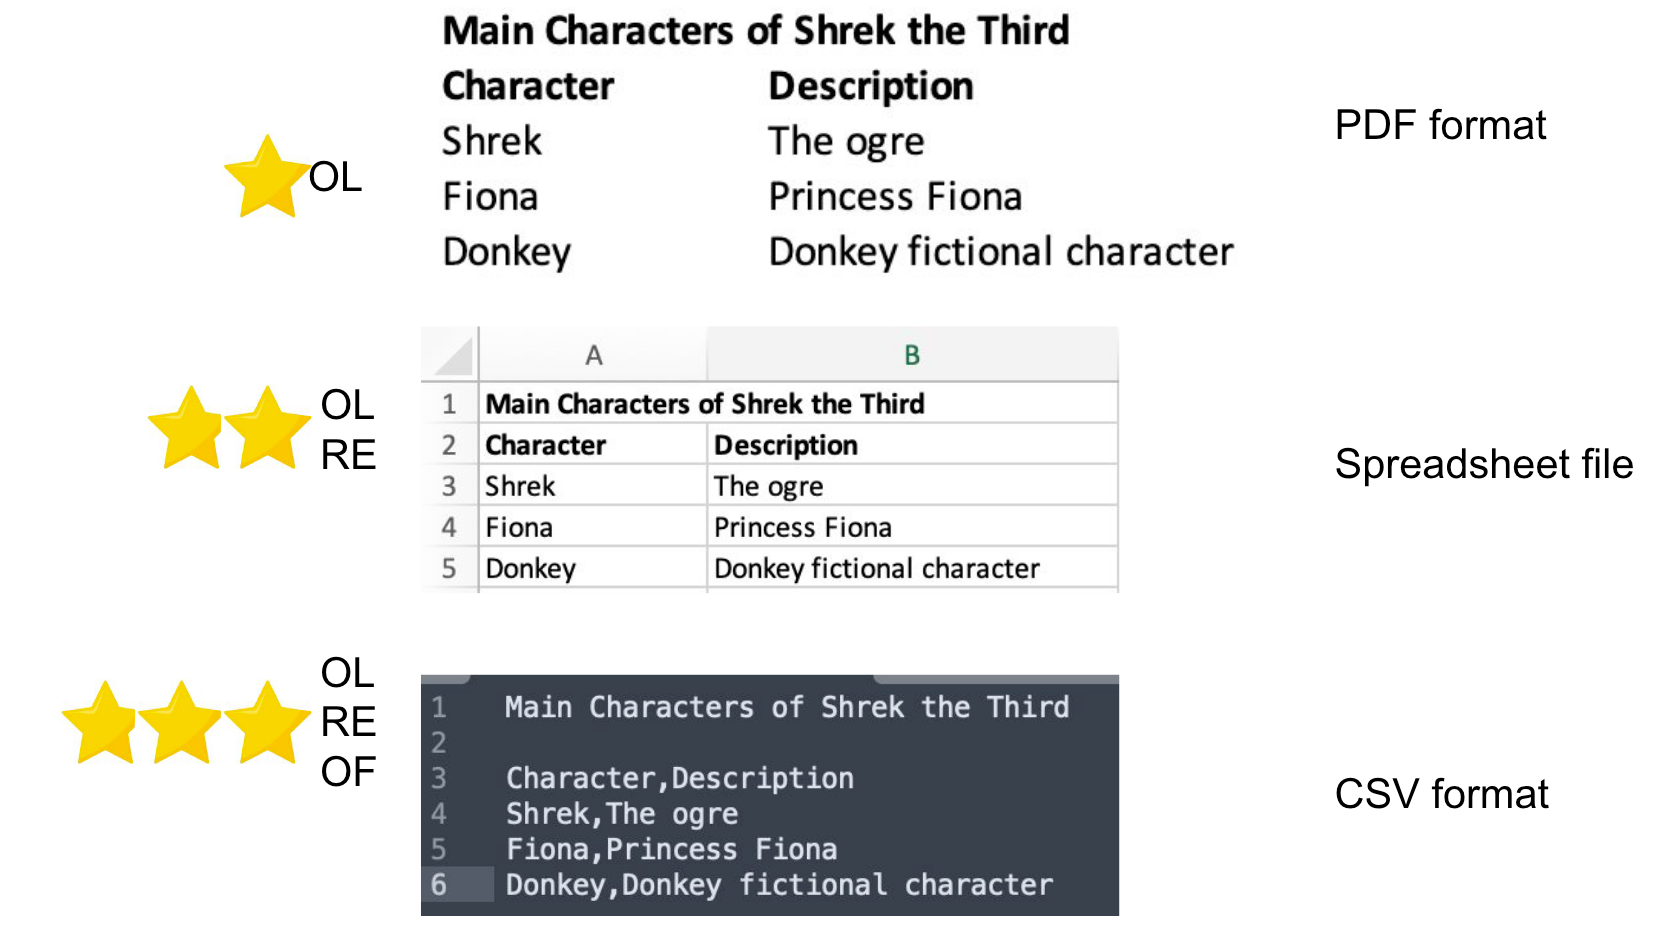 Main Characters of Shrek the Third
Character Description
Shrek The ogre
Fiona Princess Fiona
Donkey Donkey fictional character
OL
PDF format
A B
1 Main Characters of Shrek the Third
2 Character Description
3 Shrek The ogre
4 Fiona Princess Fiona
5 Donkey Donkey fictional character
OL
RE
Spreadsheet file
OL
RE
OF
1 Main Characters of Shrek the Third
2
3 Character,Description
4 Shrek,The ogre
5 Fiona,Princess Fiona
6 Donkey,Donkey fictional character
CSV format